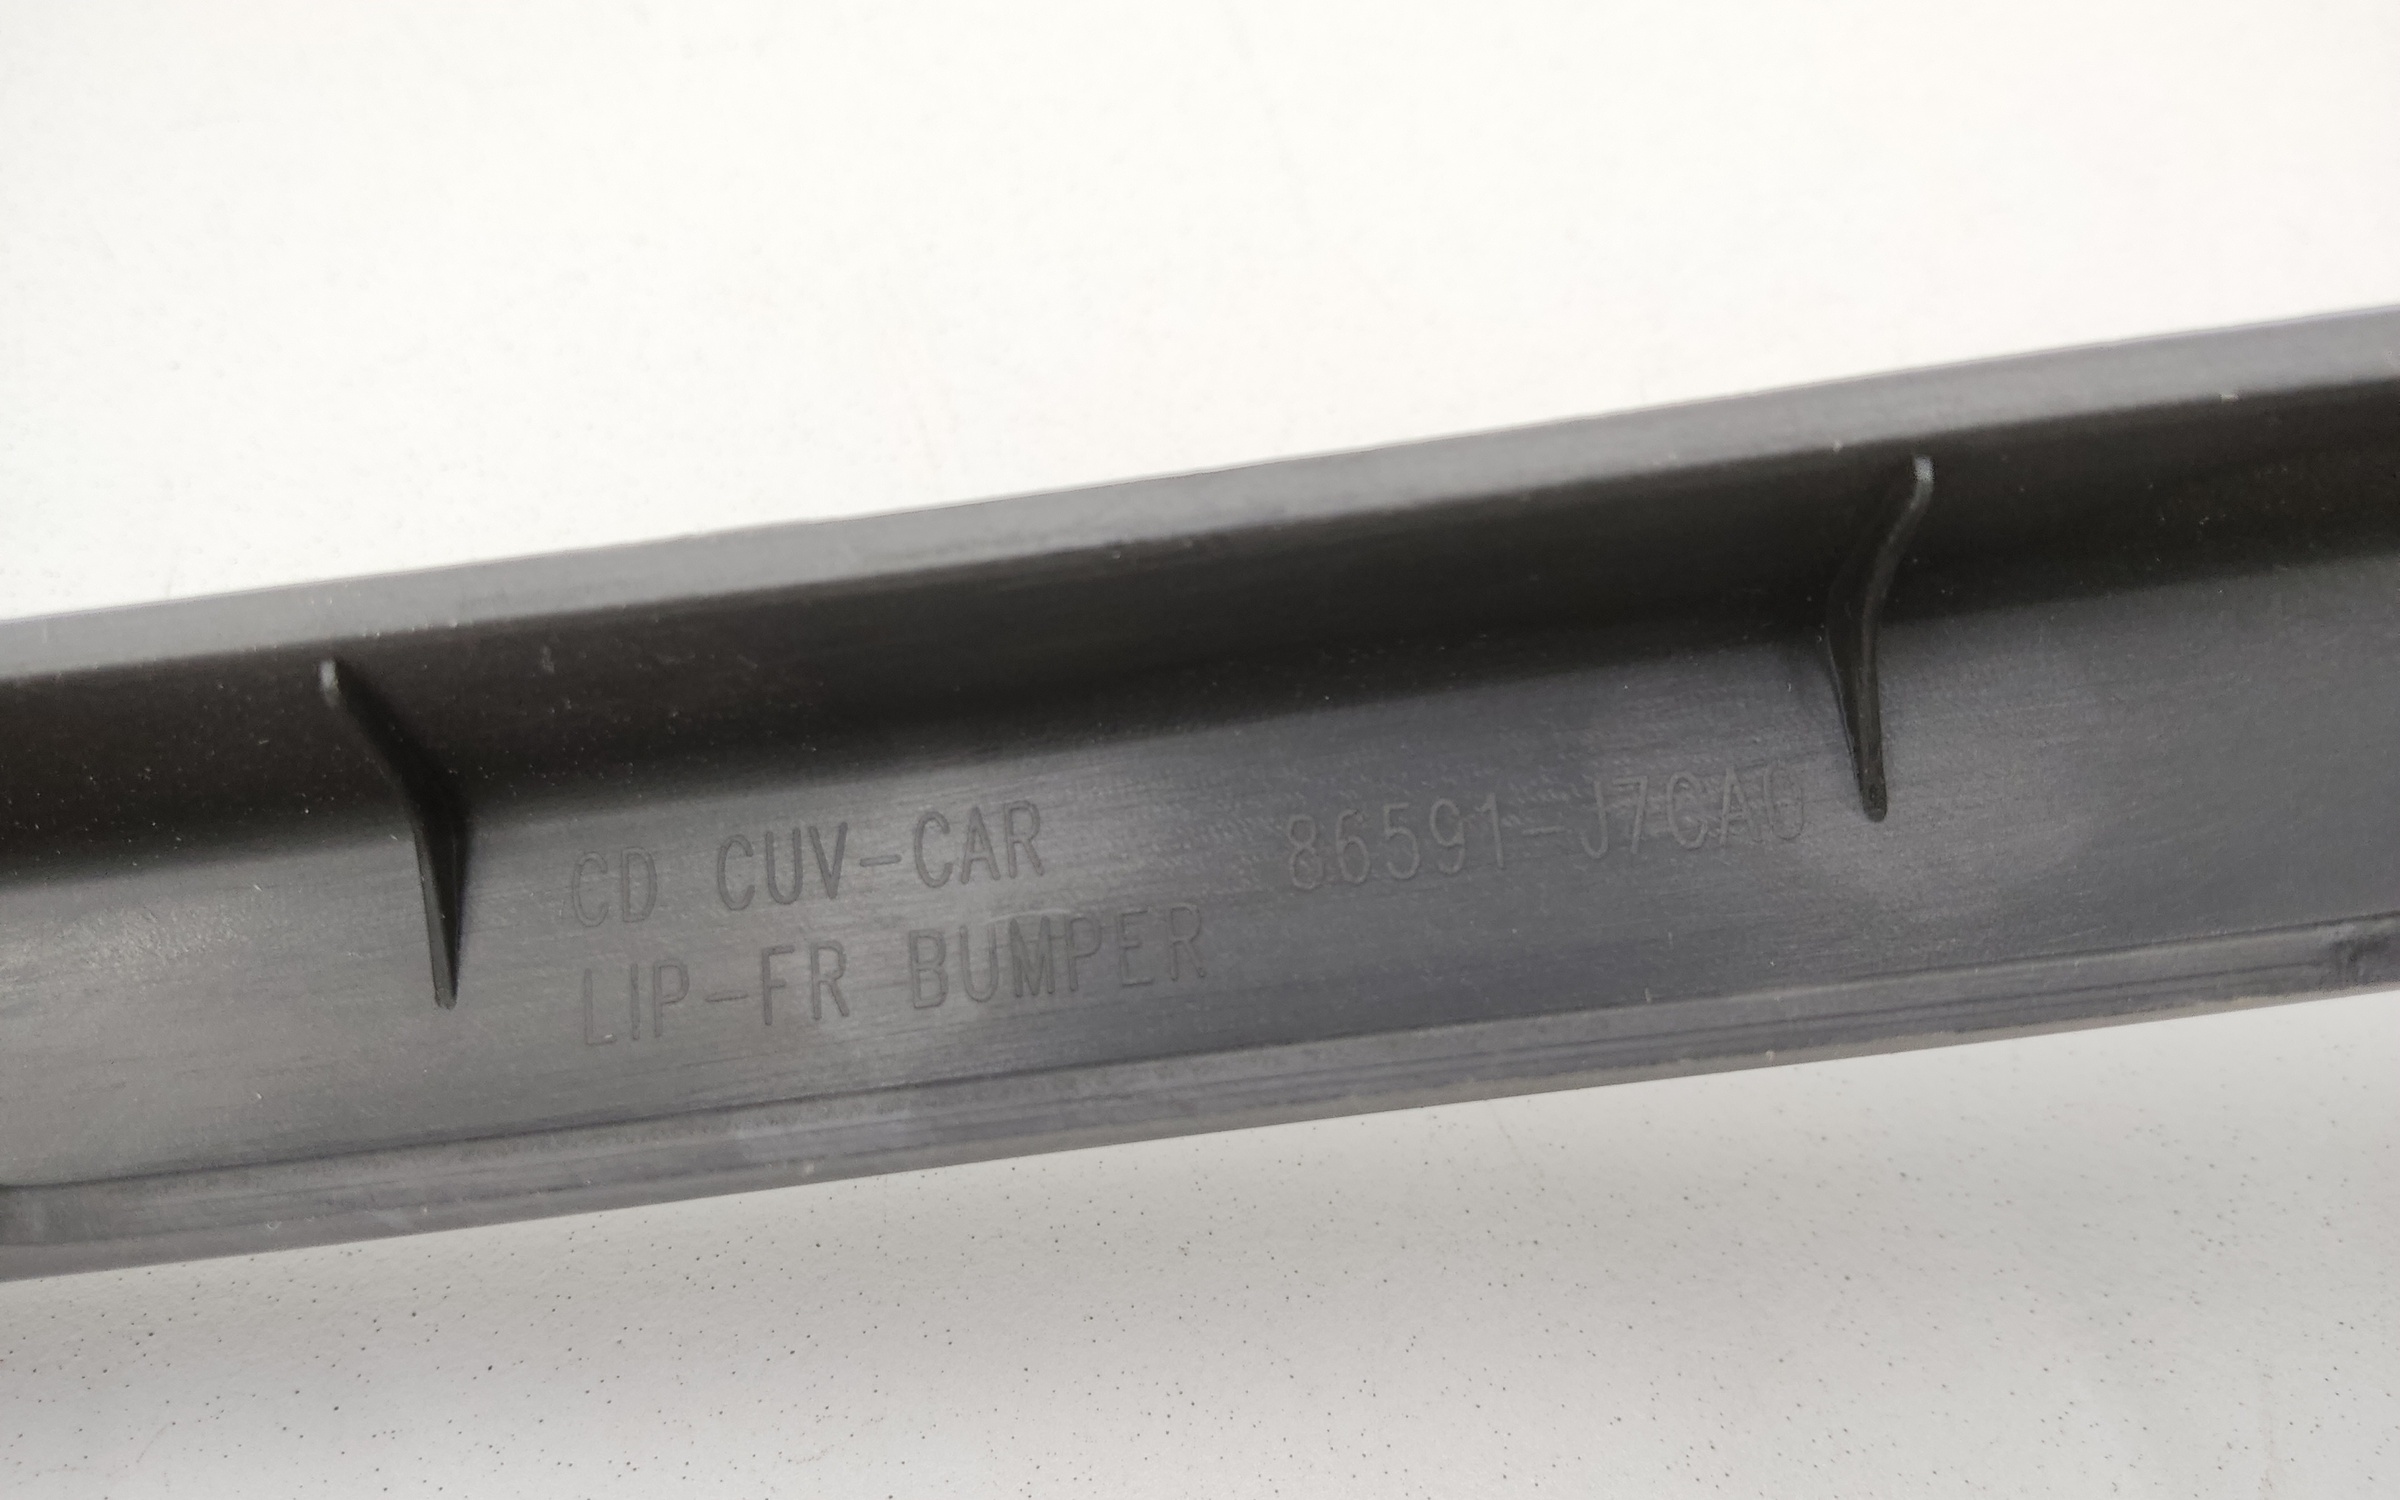 CD CUV-CAR 86591-J7CA0
LIP-FR BUMPER